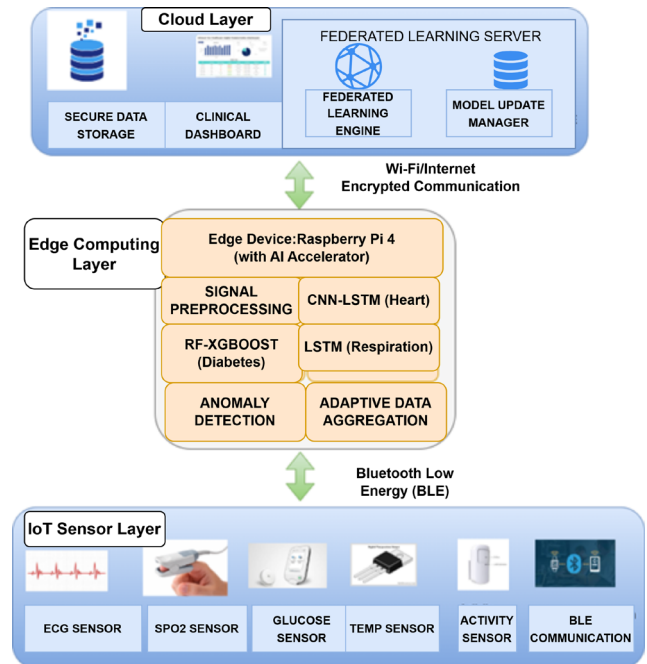 Cloud Layer
FEDERATED LEARNING SERVER
SECURE DATA
STORAGE
CLINICAL
DASHBOARD
FEDERATED
LEARNING
ENGINE
MODEL UPDATE
MANAGER
Wi-Fi/Internet
Encrypted Communication
Edge Computing
Layer
Edge Device:Raspberry Pi 4
(with AI Accelerator)
SIGNAL
PREPROCESSING
CNN-LSTM (Heart)
RF-XGBOOST
(Diabetes)
LSTM (Respiration)
ANOMALY
DETECTION
ADAPTIVE DATA
AGGREGATION
Bluetooth Low
Energy (BLE)
IoT Sensor Layer
ECG SENSOR
SPO2 SENSOR
GLUCOSE
SENSOR
TEMP SENSOR
ACTIVITY
SENSOR
BLE
COMMUNICATION